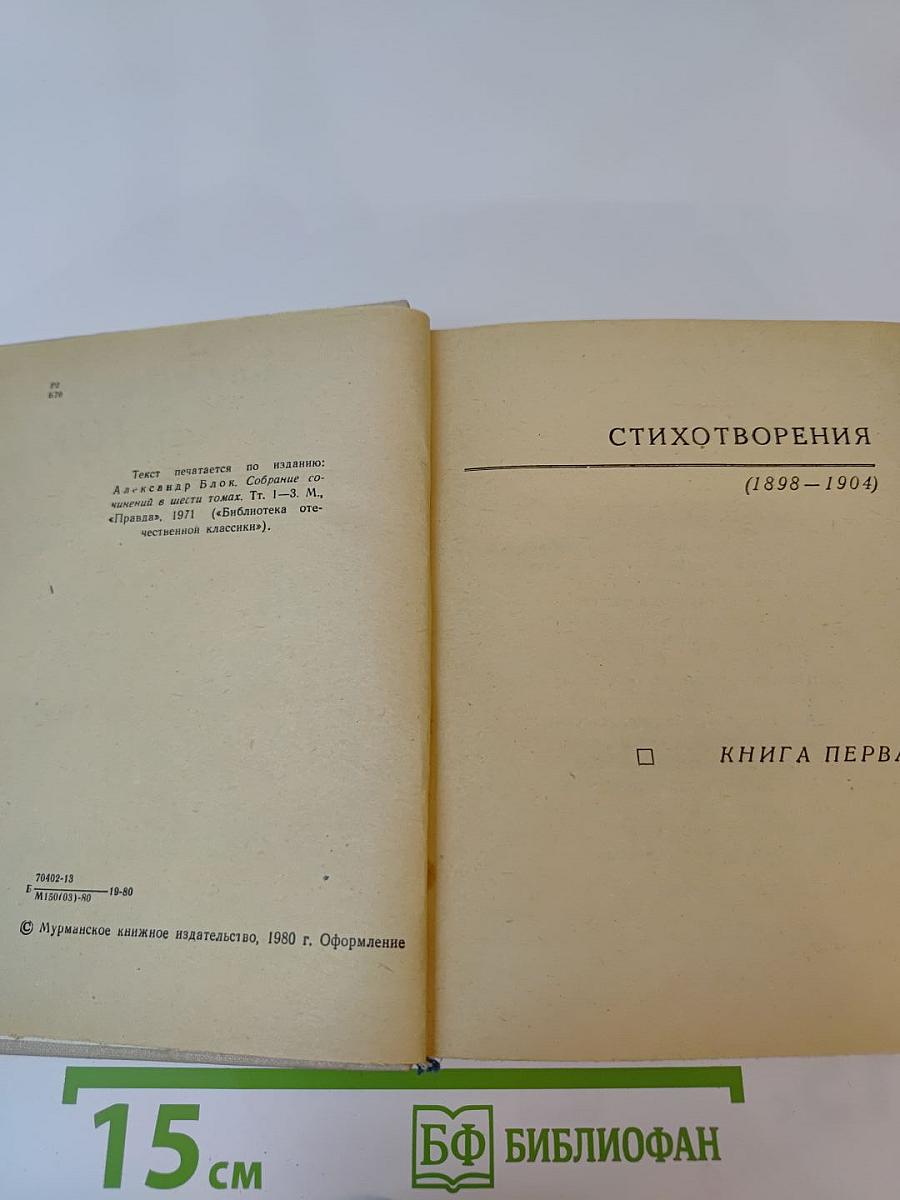 Р2
Б70
Текст печатается по изданию:
Александр Блок. Собрание со-
чинений в шести томах. Тт. 1—3. М.,
«Правда», 1971 («Библиотека оте-
чественной классики»).
70402-13
Б ——— 19-80
М150(03)-80
© Мурманское книжное издательство, 1980 г. Оформление
СТИХОТВОРЕНИЯ
(1898—1904)
□ КНИГА ПЕРВА
15 см
БФ БИБЛИОФАН